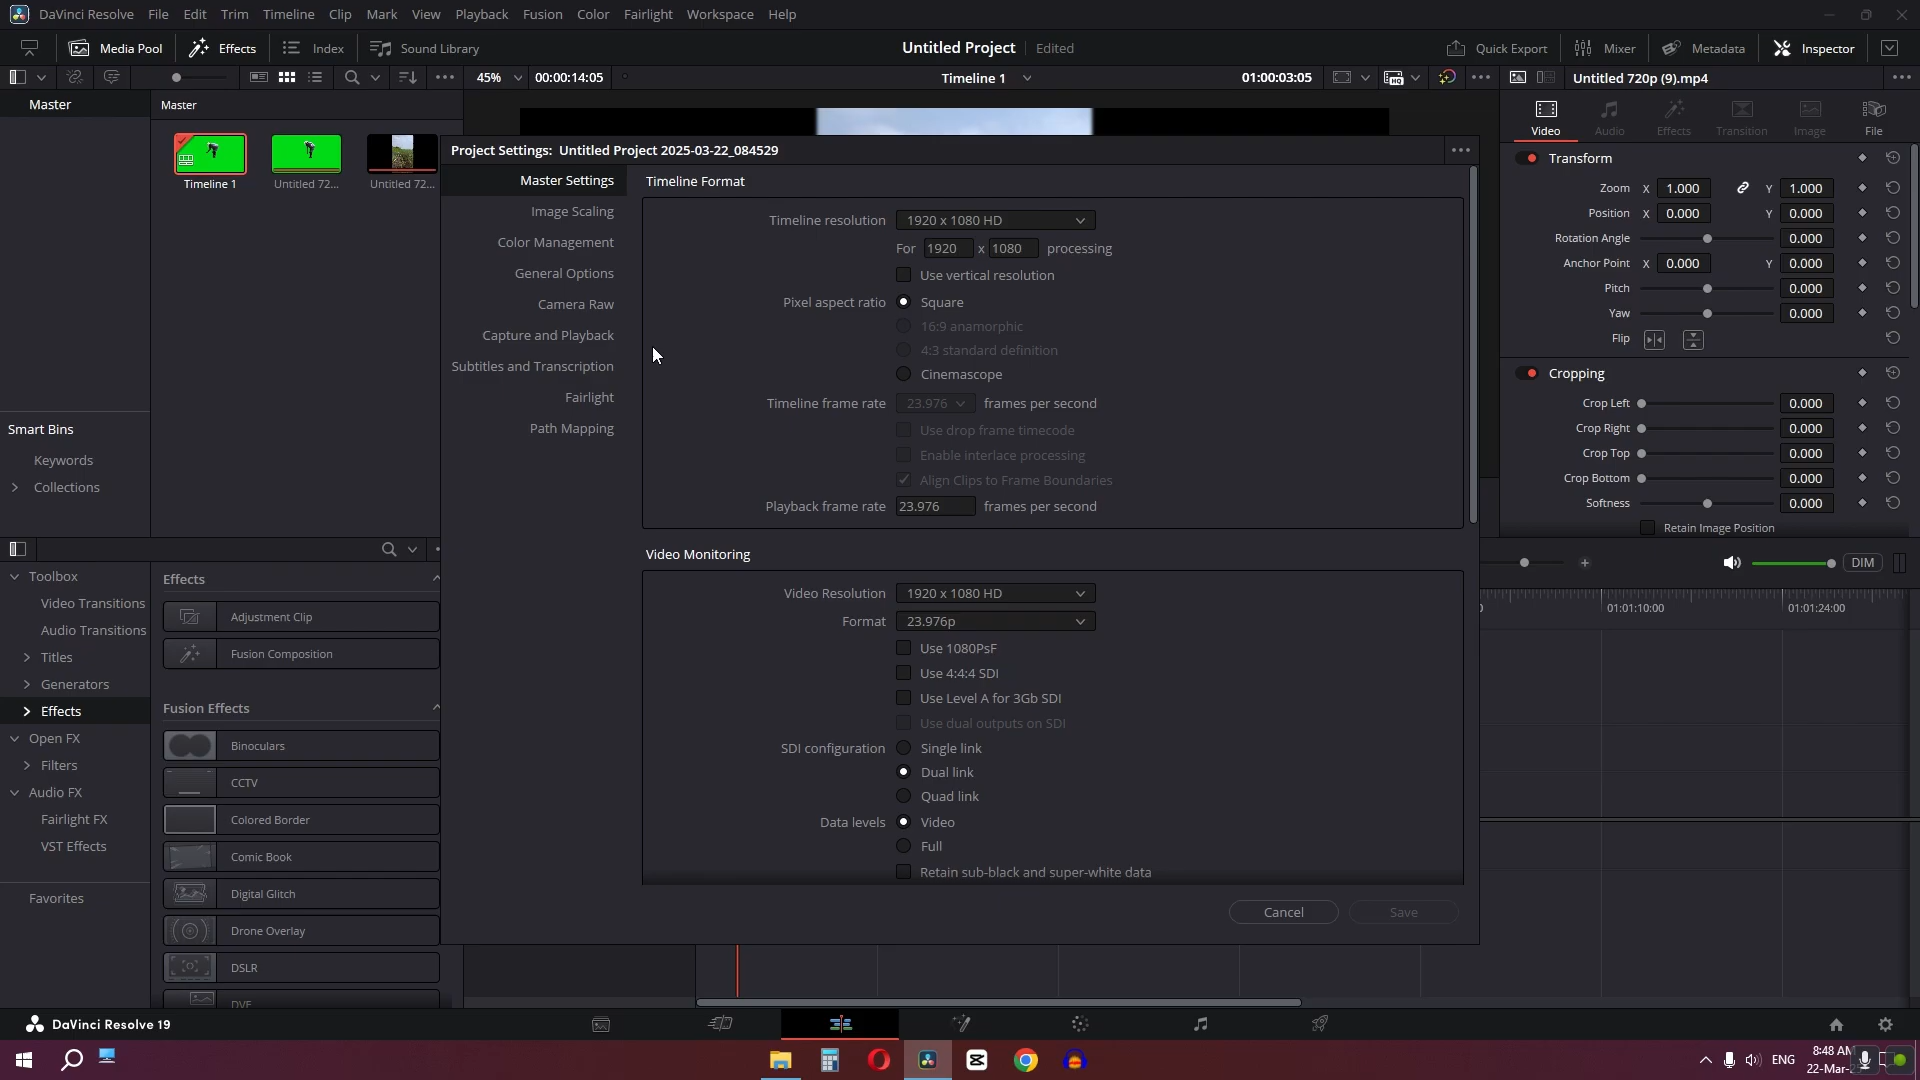 DaVinci Resolve File Edit Trim Timeline Clip Mark View Playback Fusion Color Fairlight Workspace Help
Media Pool Effects Index Sound Library Untitled Project Edited Quick Export Mixer Metadata Inspector
45% 00:00:14:05 Timeline 1 01:00:03:05 Untitled 720p (9).mp4
Master
Master
Timeline 1
Untitled 72...
Untitled 72...
Smart Bins
Keywords
Collections
Project Settings: Untitled Project 2025-03-22_084529
Master Settings
Image Scaling
Color Management
General Options
Camera Raw
Capture and Playback
Subtitles and Transcription
Fairlight
Path Mapping
Timeline Format
Timeline resolution 1920 x 1080 HD
For 1920 x 1080 processing
Use vertical resolution
Pixel aspect ratio Square
16:9 anamorphic
4:3 standard definition
Cinemascope
Timeline frame rate 23.976 frames per second
Use drop frame timecode
Enable interlace processing
Align Clips to Frame Boundaries
Playback frame rate 23.976 frames per second
Video Monitoring
Video Resolution 1920 x 1080 HD
Format 23.976p
Use 1080PsF
Use 4:4:4 SDI
Use Level A for 3Gb SDI
Use dual outputs on SDI
SDI configuration Single link
Dual link
Quad link
Data levels Video
Full
Retain sub-black and super-white data
Cancel Save
Video Audio Effects Transition Image File
Transform
Zoom X 1.000 Y 1.000
Position X 0.000 Y 0.000
Rotation Angle 0.000
Anchor Point X 0.000 Y 0.000
Pitch 0.000
Yaw 0.000
Flip
Cropping
Crop Left 0.000
Crop Right 0.000
Crop Top 0.000
Crop Bottom 0.000
Softness 0.000
Retain Image Position
DIM
01:01:10:00 01:01:24:00
Toolbox
Video Transitions
Audio Transitions
Titles
Generators
Effects
Open FX
Filters
Audio FX
Fairlight FX
VST Effects
Favorites
Effects
Adjustment Clip
Fusion Composition
Fusion Effects
Binoculars
CCTV
Colored Border
Comic Book
Digital Glitch
Drone Overlay
DSLR
DVE
DaVinci Resolve 19
ENG
8:48 AM
22-Mar-